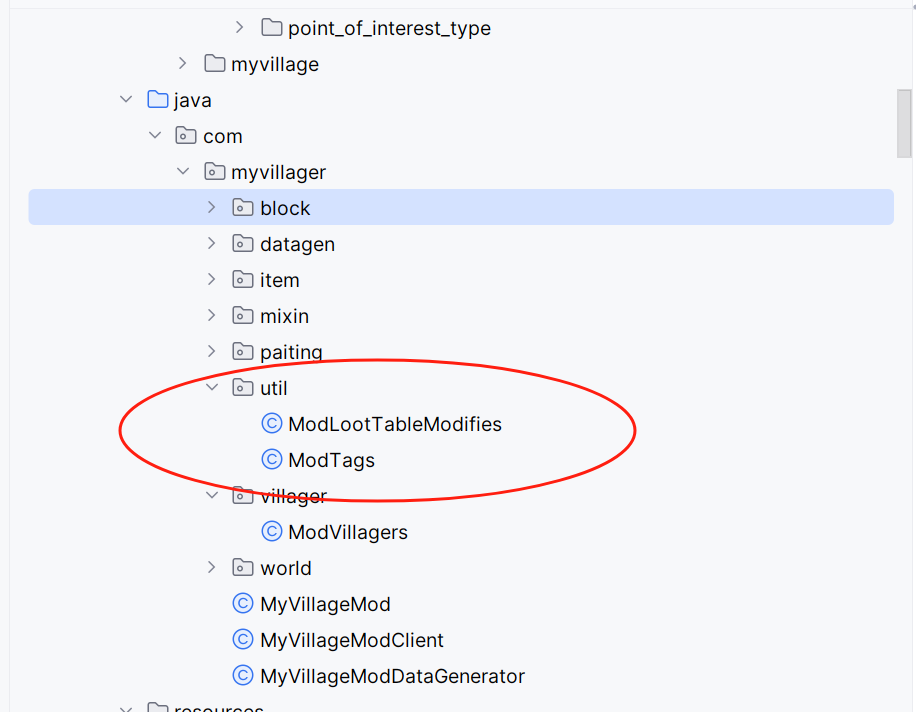 point_of_interest_type
myvillage
java
com
myvillager
block
datagen
item
mixin
paiting
util
ModLootTableModifies
ModTags
villager
ModVillagers
world
MyVillageMod
MyVillageModClient
MyVillageModDataGenerator
resources